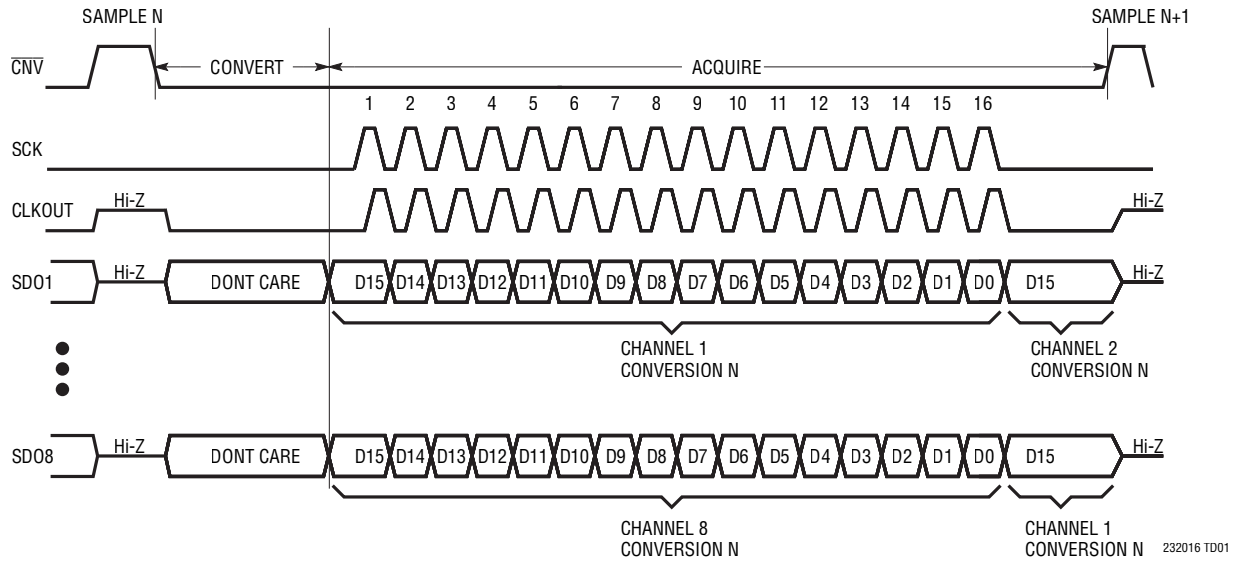 SAMPLE N SAMPLE N+1
CNV CONVERT ACQUIRE
1 2 3 4 5 6 7 8 9 10 11 12 13 14 15 16
SCK
CLKOUT Hi-Z Hi-Z
SDO1 Hi-Z DONT CARE D15 D14 D13 D12 D11 D10 D9 D8 D7 D6 D5 D4 D3 D2 D1 D0 D15 Hi-Z
CHANNEL 1 CHANNEL 2
CONVERSION N CONVERSION N
SDO8 Hi-Z DONT CARE D15 D14 D13 D12 D11 D10 D9 D8 D7 D6 D5 D4 D3 D2 D1 D0 D15 Hi-Z
CHANNEL 8 CHANNEL 1
CONVERSION N CONVERSION N 232016 TD01